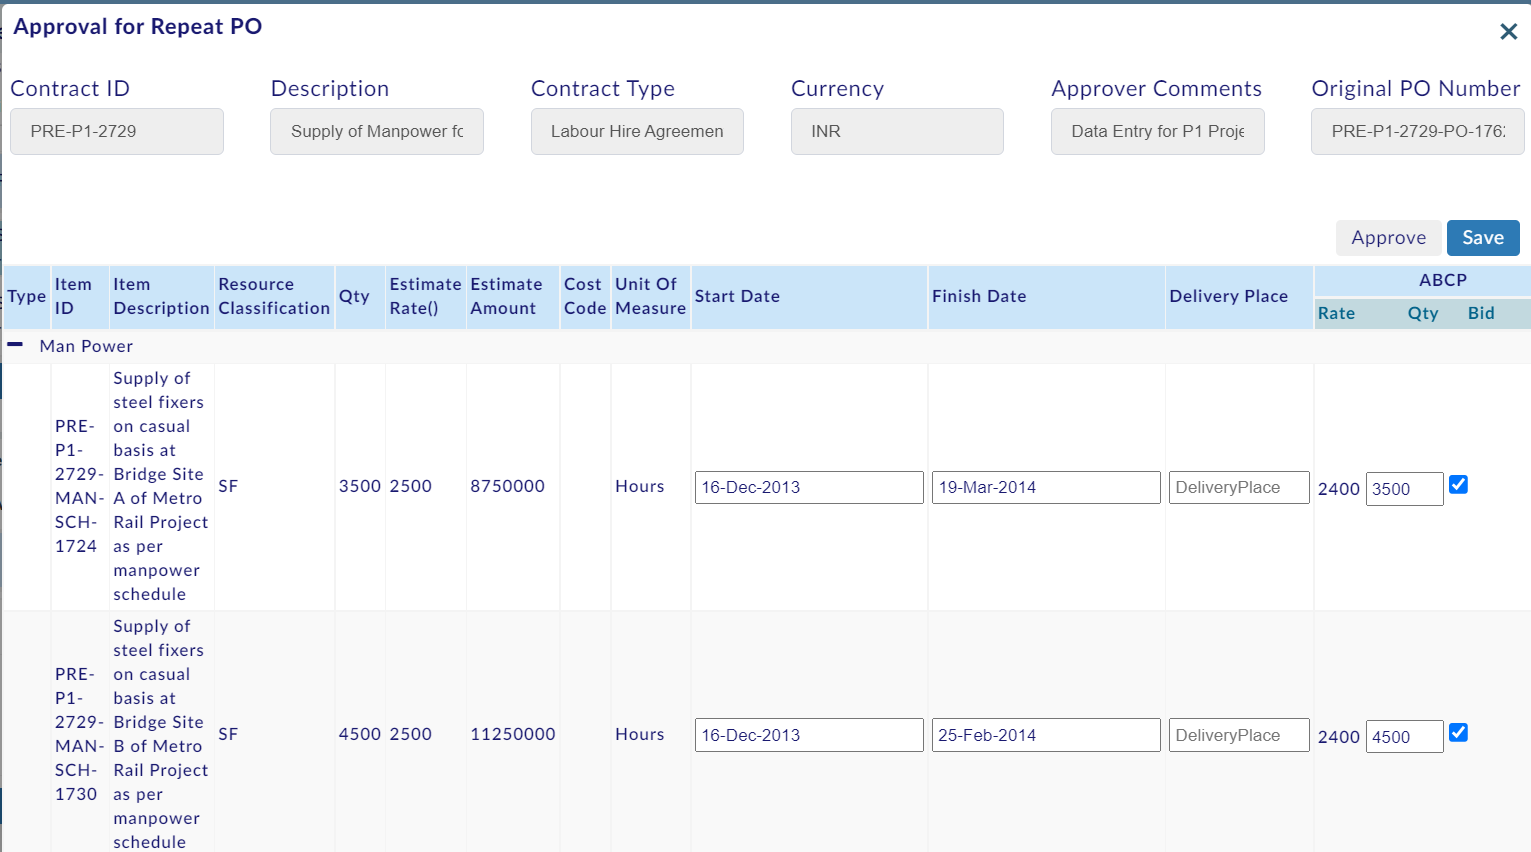 Approval for Repeat PO
Contract ID
Description
Contract Type
Currency
Approver Comments
Original PO Number
PRE-P1-2729
Supply of Manpower fo
Labour Hire Agreemen
INR
Data Entry for P1 Proje
PRE-P1-2729-PO-1762
Approve
Save
Type
Item
ID
Item
Description
Resource
Classification
Qty
Estimate
Rate()
Estimate
Amount
Cost
Code
Unit Of
Measure
Start Date
Finish Date
Delivery Place
ABCP
Rate
Qty
Bid
Man Power
PRE-
P1-
2729-
MAN-
SCH-
1724
Supply of
steel fixers
on casual
basis at
Bridge Site
A of Metro
Rail Project
as per
manpower
schedule
SF
3500
2500
8750000
Hours
16-Dec-2013
19-Mar-2014
DeliveryPlace
2400
3500
PRE-
P1-
2729-
MAN-
SCH-
1730
Supply of
steel fixers
on casual
basis at
Bridge Site
B of Metro
Rail Project
as per
manpower
schedule
SF
4500
2500
11250000
Hours
16-Dec-2013
25-Feb-2014
DeliveryPlace
2400
4500